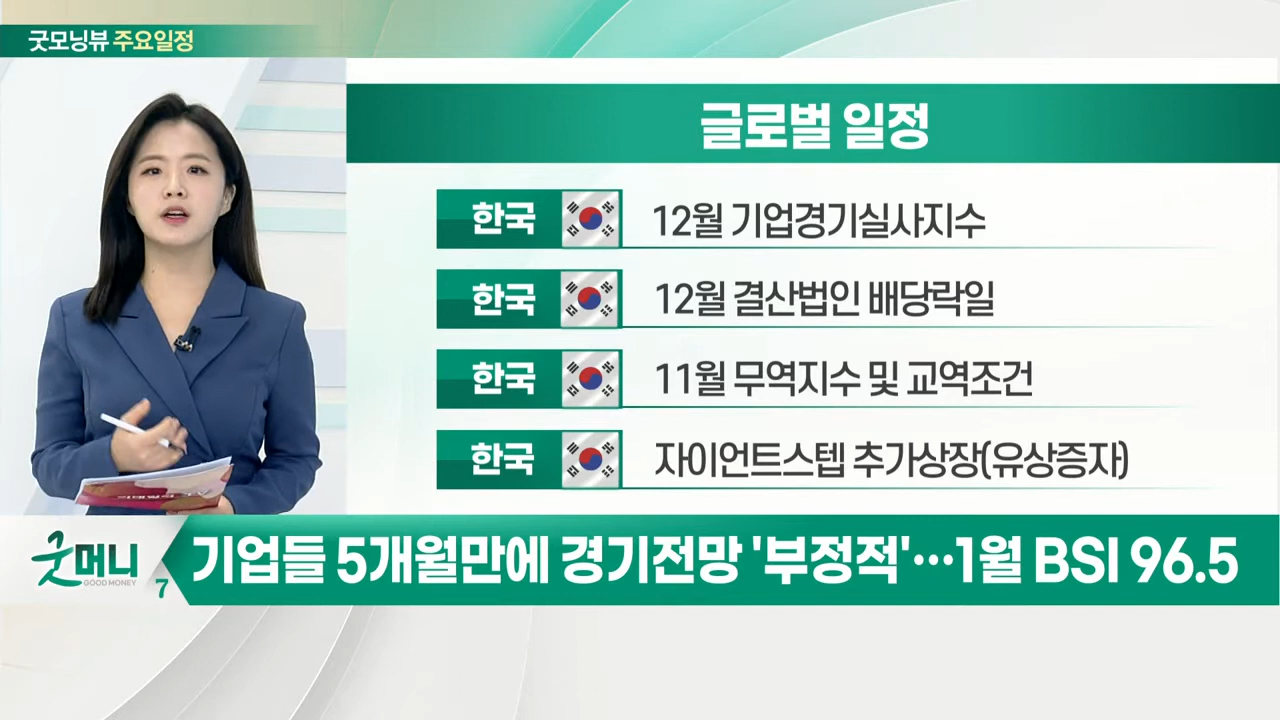 굿모닝뷰 주요일정
글로벌 일정
한국 12월 기업경기실사지수
한국 12월 결산법인 배당락일
한국 11월 무역지수 및 교역조건
한국 자이언트스텝 추가상장(유상증자)
굿머니
GOOD MONEY
7
기업들 5개월만에 경기전망 '부정적'…1월 BSI 96.5